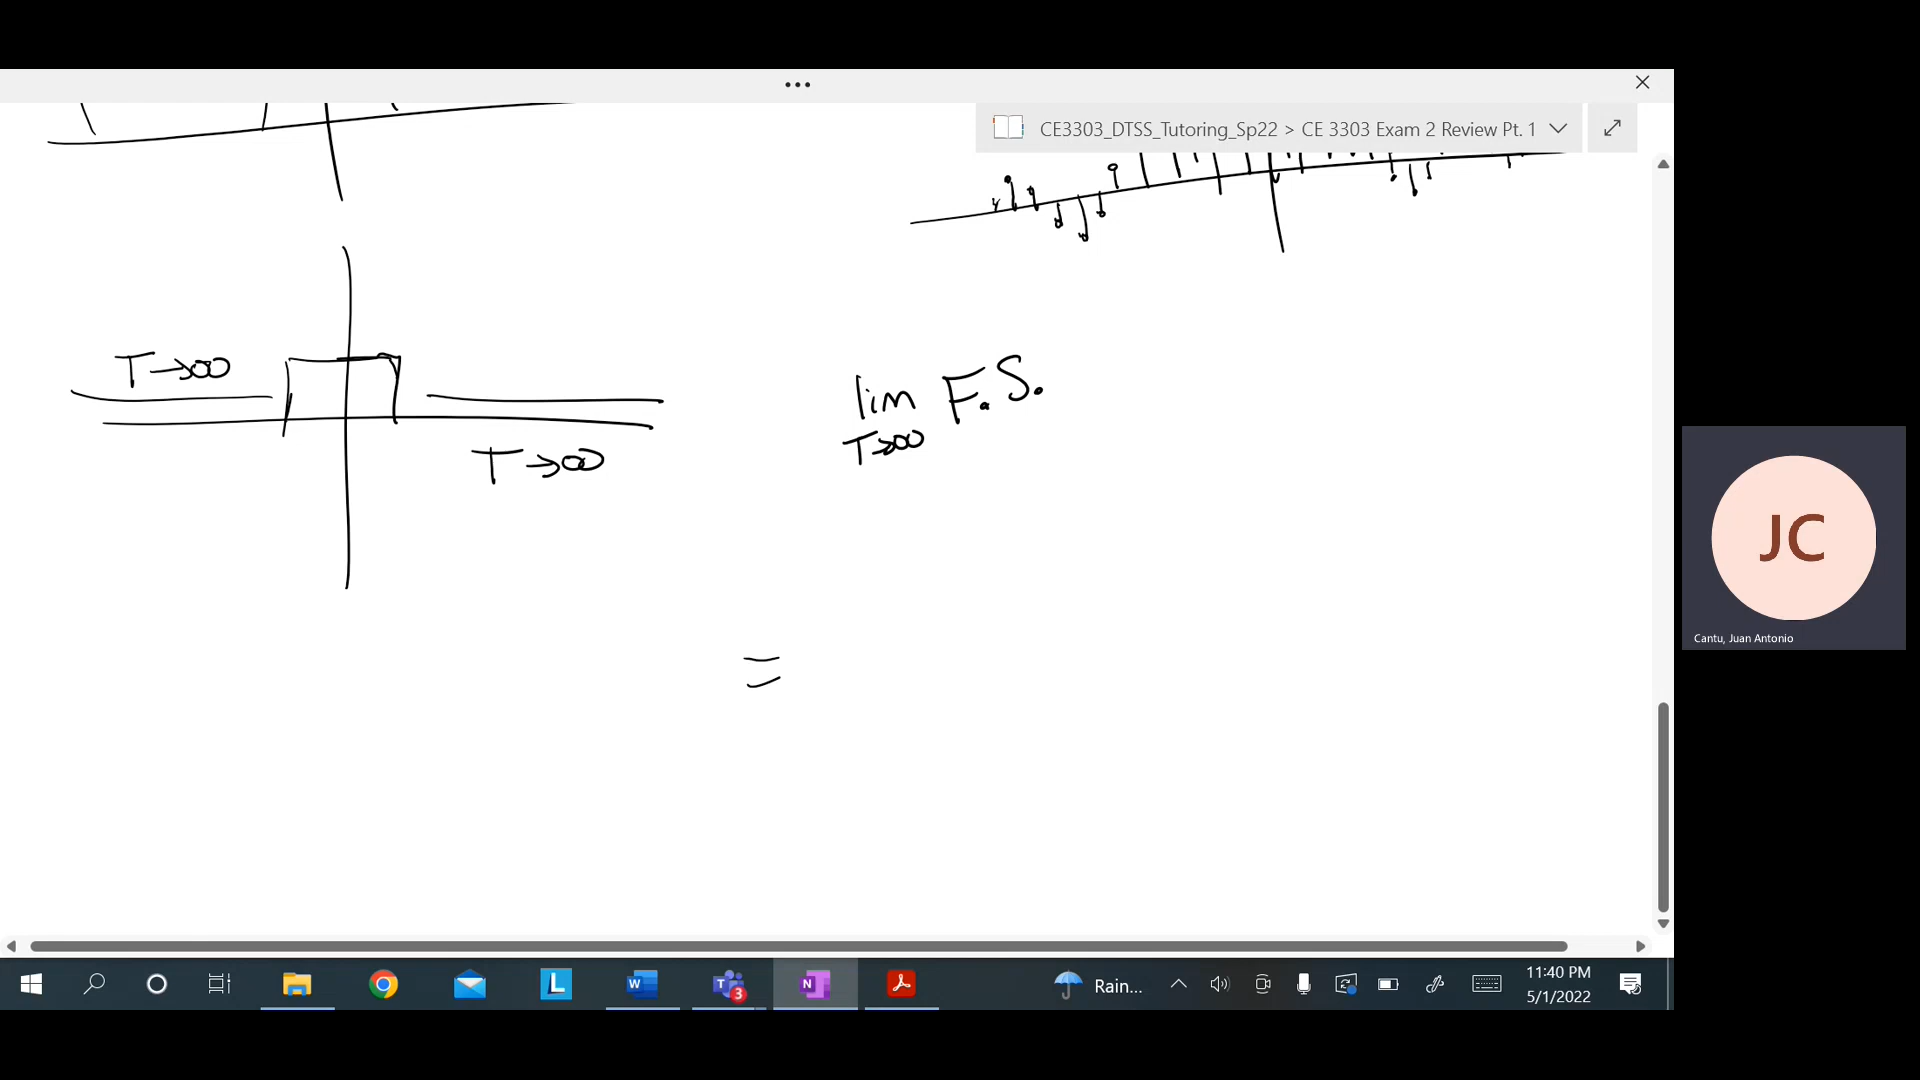 CE3303_DTSS_Tutoring_Sp22 > CE 3303 Exam 2 Review Pt. 1
T→∞
lim F.S.
T→∞
T→∞
=
JC
Cantu, Juan Antonio
L
W
T
3
N
Rain...
11:40 PM
5/1/2022